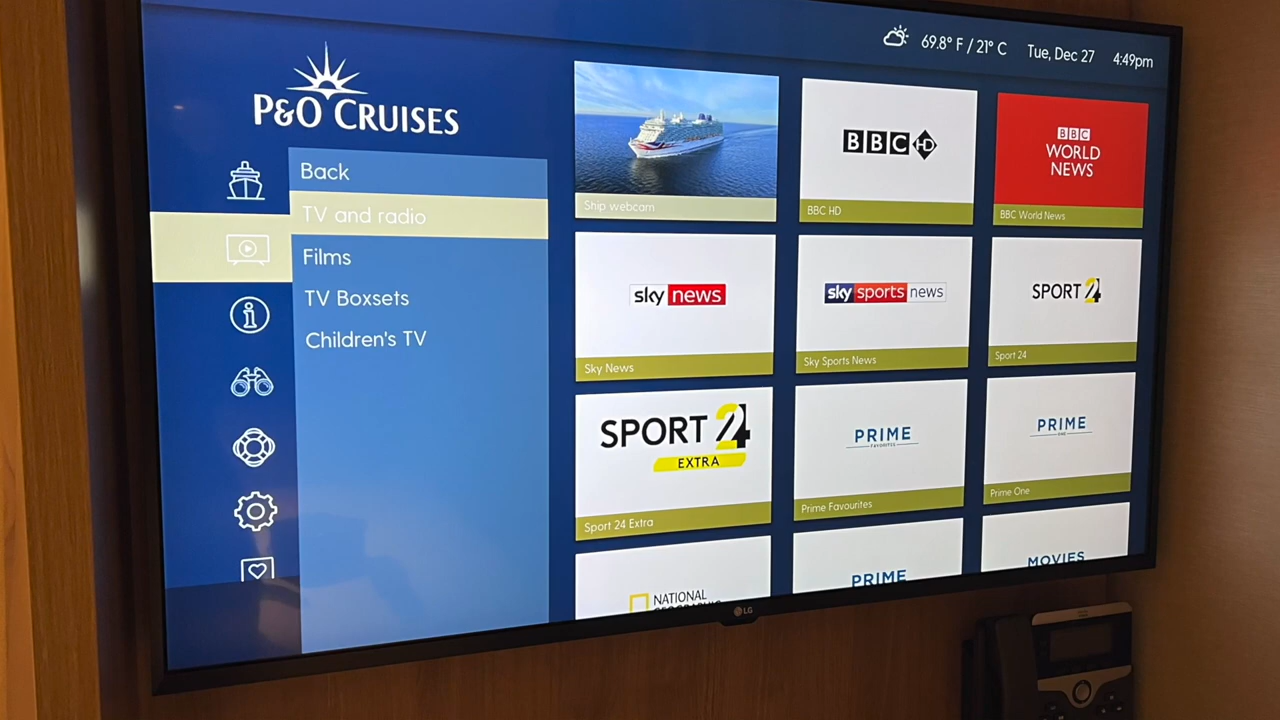 69.8° F / 21° C Tue, Dec 27 4:49pm
P&O CRUISES
Back
TV and radio
Films
TV Boxsets
Children's TV
Ship webcam
BBC HD
BBC HD
BBC
WORLD
NEWS
BBC World News
sky news
Sky News
sky sports news
Sky Sports News
SPORT 24
Sport 24
SPORT 24
EXTRA
Sport 24 Extra
PRIME
FAVORITES
Prime Favourites
PRIME
Prime One
NATIONAL
GEOGRAPHIC
PRIME
MOVIES
LG